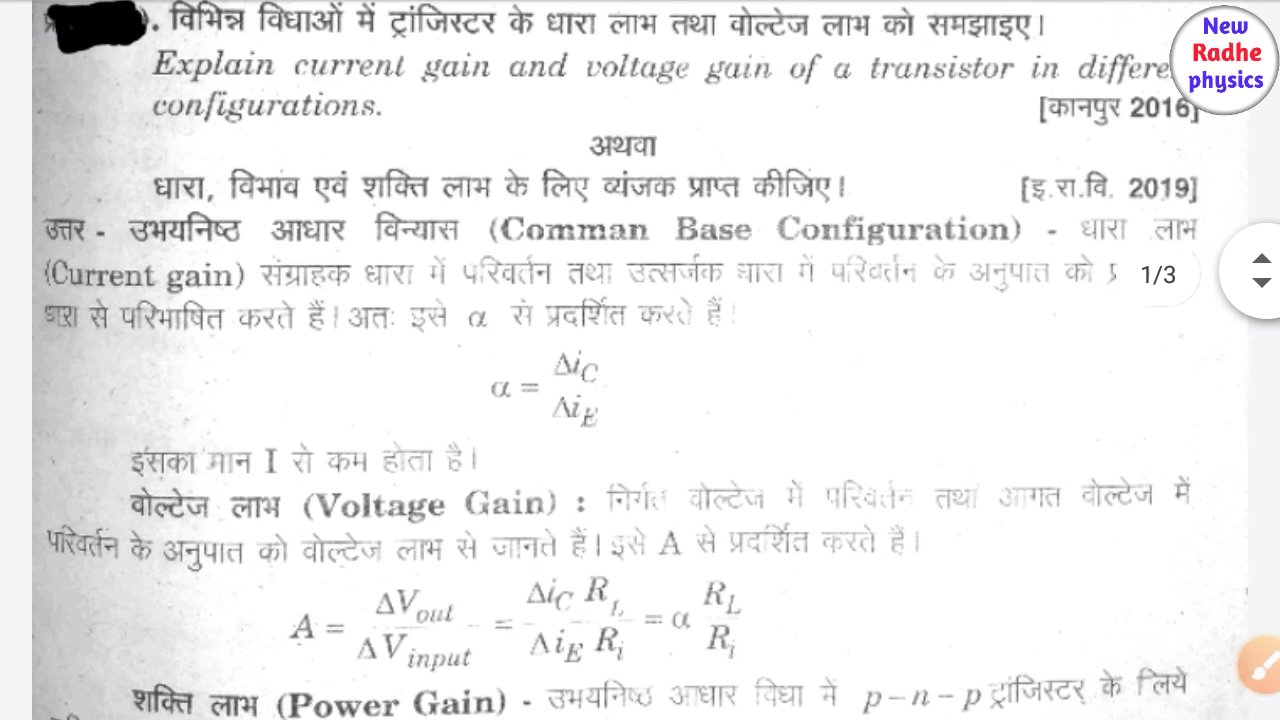 . विभिन्न विधाओं में ट्रांजिस्टर के धारा लाभ तथा वोल्टेज लाभ को समझाइए।
Explain current gain and voltage gain of a transistor in differe
configurations. [कानपुर 2016]
अथवा
धारा, विभांव एवं शक्ति लाभ के लिए व्यंजक प्राप्त कीजिए। [इ.रा.वि. 2019]
उत्तर - उभयनिष्ठ आधार विन्यास (Comman Base Configuration) - धारा लाभ
(Current gain) संग्राहक धारा में परिवर्तन तथा उत्सर्जक धारा में परिवर्तन के अनुपात को
से परिभाषित करते हैं। अतः इसे α से प्रदर्शित करते हैं।
α = Δi_C / Δi_E
इसका मान I से कम होता है।
वोल्टेज लाभ (Voltage Gain) : निर्गत वोल्टेज में परिवर्तन तथा आगत वोल्टेज में
परिवर्तन के अनुपात को वोल्टेज लाभ से जानते हैं। इसे A से प्रदर्शित करते हैं।
A = ΔV_out / ΔV_input = Δi_C R_L / Δi_E R_i = α R_L / R_i
शक्ति लाभ (Power Gain) - उभयनिष्ठ आधार विधा में p-n-p ट्रांजिस्टर के लिये
New
Radhe
physics
1/3